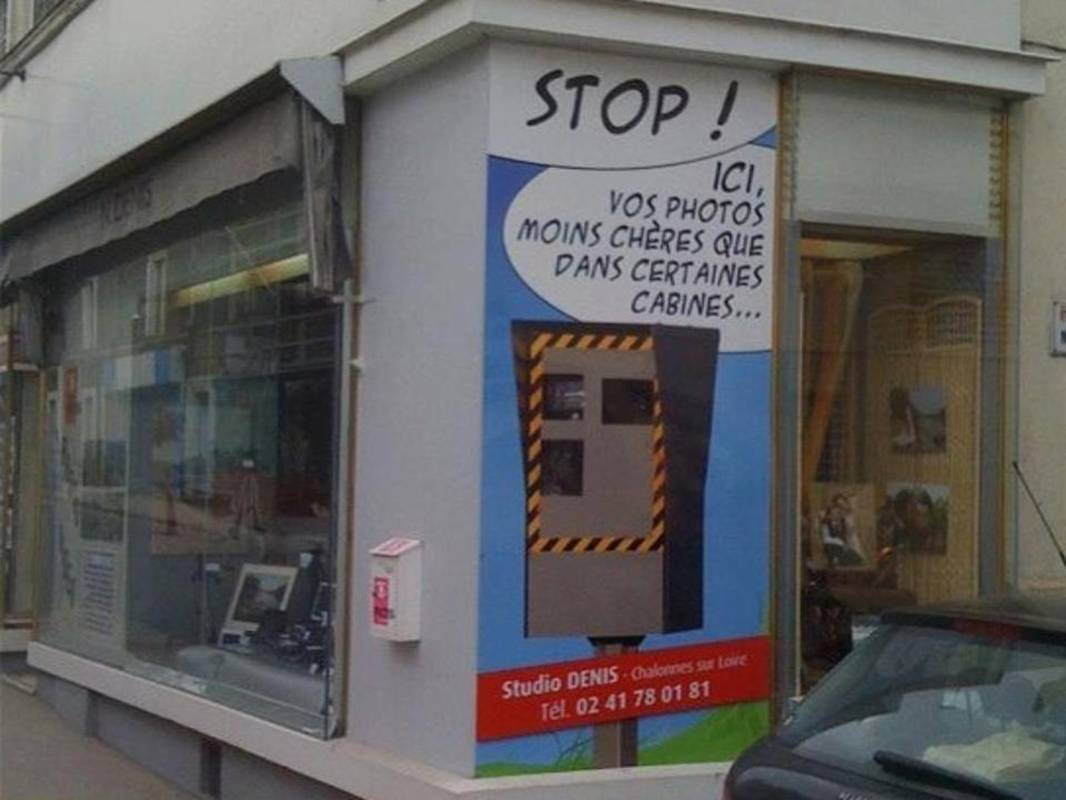 STOP !
ICI,
VOS PHOTOS
MOINS CHÈRES QUE
DANS CERTAINES
CABINES...
Studio DENIS - Chalonnes sur Loire
Tél. 02 41 78 01 81